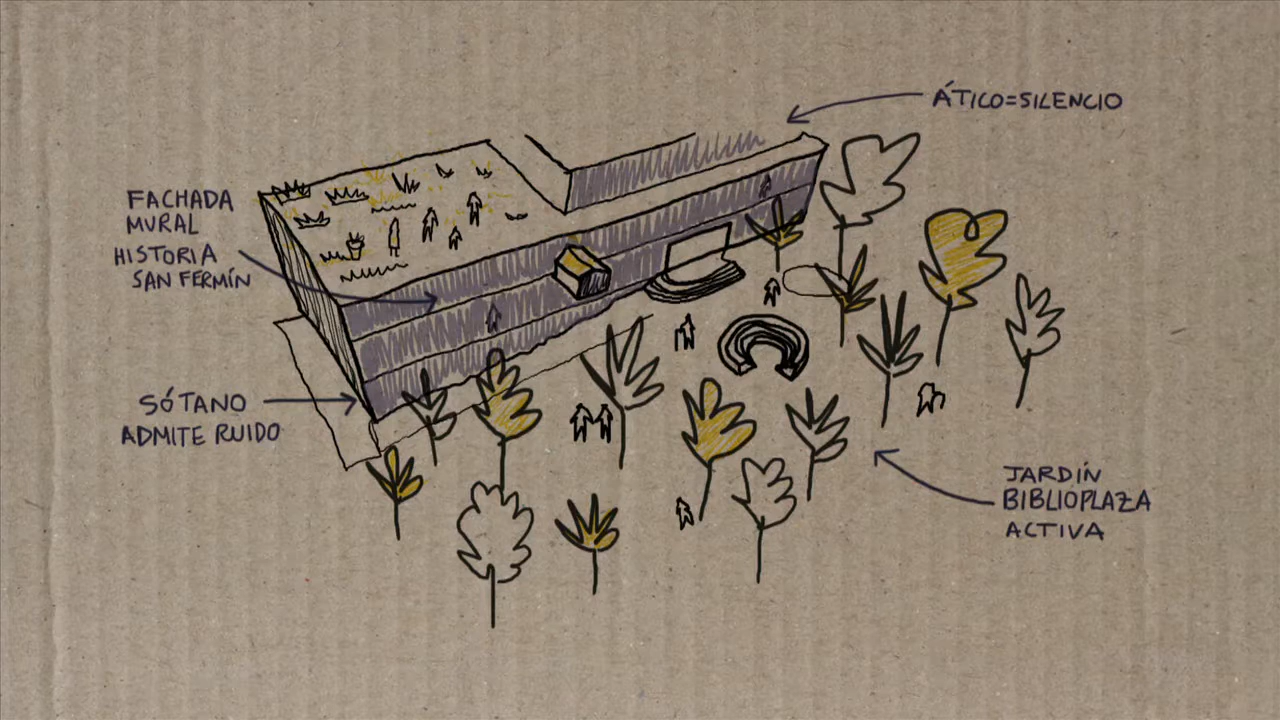 ÁTICO=SILENCIO
FACHADA
MURAL
HISTORIA
SAN FERMÍN
SÓTANO
ADMITE RUIDO
JARDÍN
BIBLIOPLAZA
ACTIVA